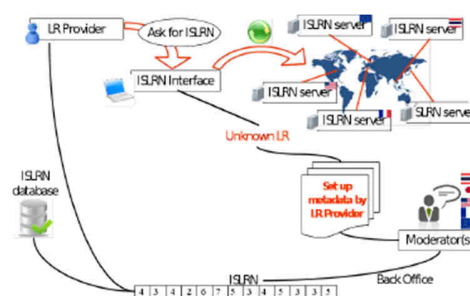 LR Provider
Ask for ISLRN
ISLRN Interface
ISLRN server
ISLRN server
ISLRN server
ISLRN server
SLRN server
Unknown LR
ISLRN
database
Set up
metadata by
LR Provider
Moderator(s)
ISLRN
Back Office
4 3 4 2 6 7 5 3 4 5 3 3 5